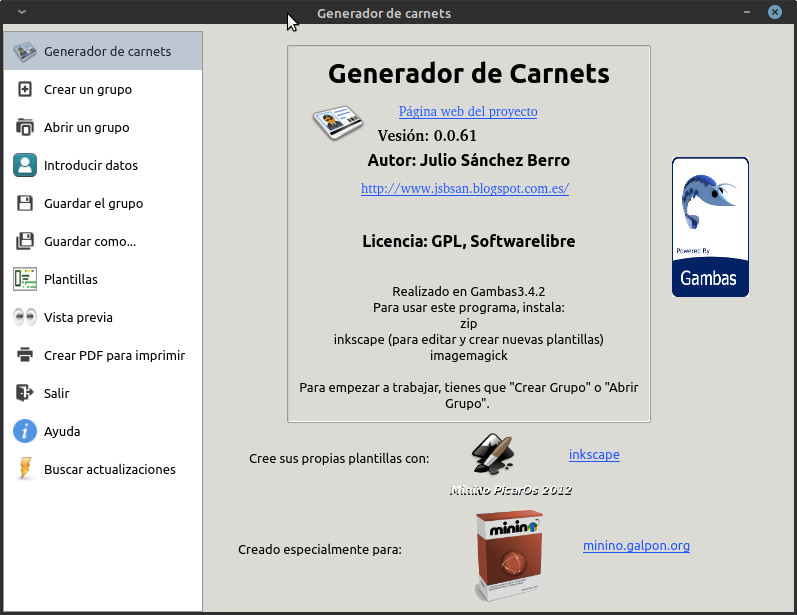 Generador de carnets
Generador de carnets
Crear un grupo
Abrir un grupo
Introducir datos
Guardar el grupo
Guardar como...
Plantillas
Vista previa
Crear PDF para imprimir
Salir
Ayuda
Buscar actualizaciones
Generador de Carnets
Página web del proyecto
Vesión: 0.0.61
Autor: Julio Sánchez Berro
http://www.jsbsan.blogspot.com.es/
Licencia: GPL, Softwarelibre
Realizado en Gambas3.4.2
Para usar este programa, instala:
zip
inkscape (para editar y crear nuevas plantillas)
imagemagick
Para empezar a trabajar, tienes que "Crear Grupo" o "Abrir
Grupo".
Powered By
Gambas
Cree sus propias plantillas con:
inkscape
Minino PicarOs 2012
minino
Creado especialmente para:
minino.galpon.org